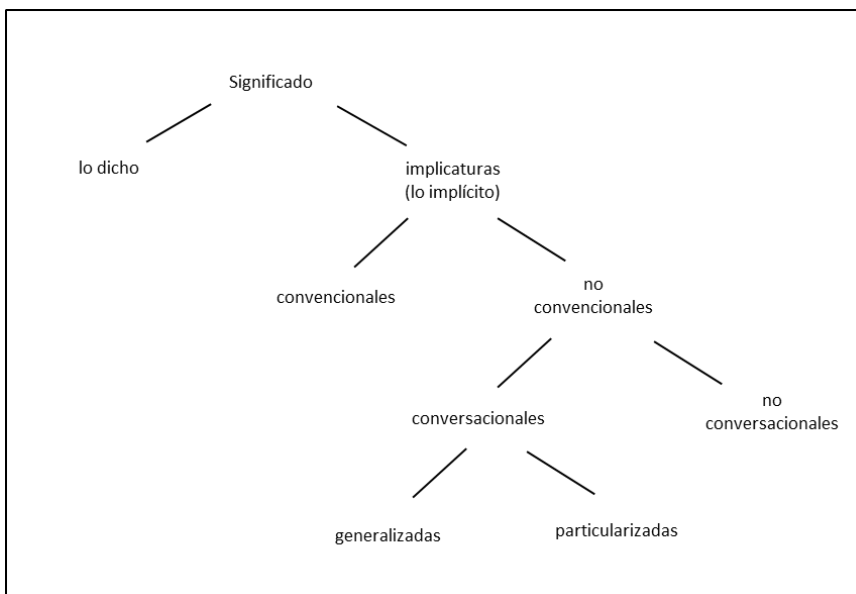 Significado
lo dicho
implicaturas
(lo implícito)
convencionales
no
convencionales
conversacionales
no
conversacionales
generalizadas
particularizadas